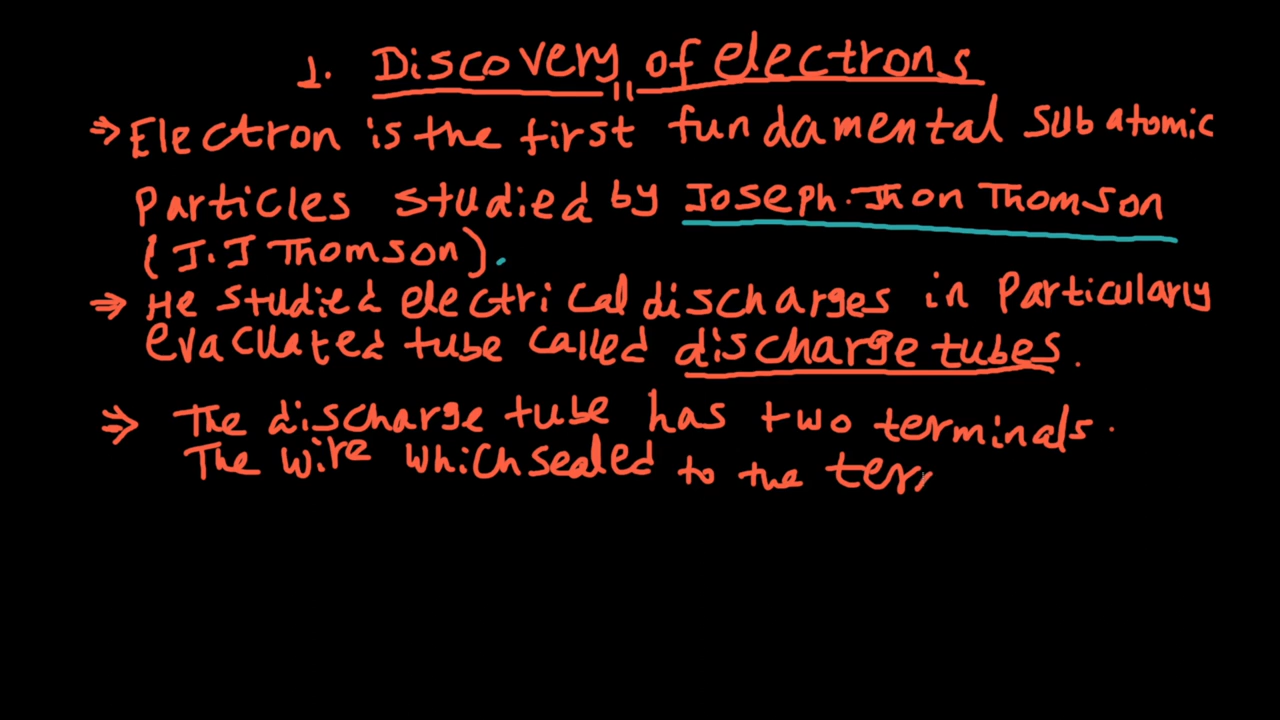 1. Discovery of electrons
⇒ Electron is the first fundamental subatomic
particles studied by Joseph.Jhon Thomson
(J.J Thomson).
⇒ He studied electrical discharges in particularly
evacuated tube called discharge tubes.
⇒ The discharge tube has two terminals.
The wire which sealed to the ter